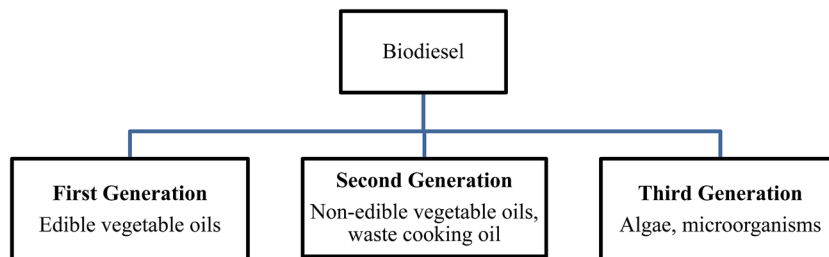 Biodiesel
First Generation
Edible vegetable oils
Second Generation
Non-edible vegetable oils,
waste cooking oil
Third Generation
Algae, microorganisms